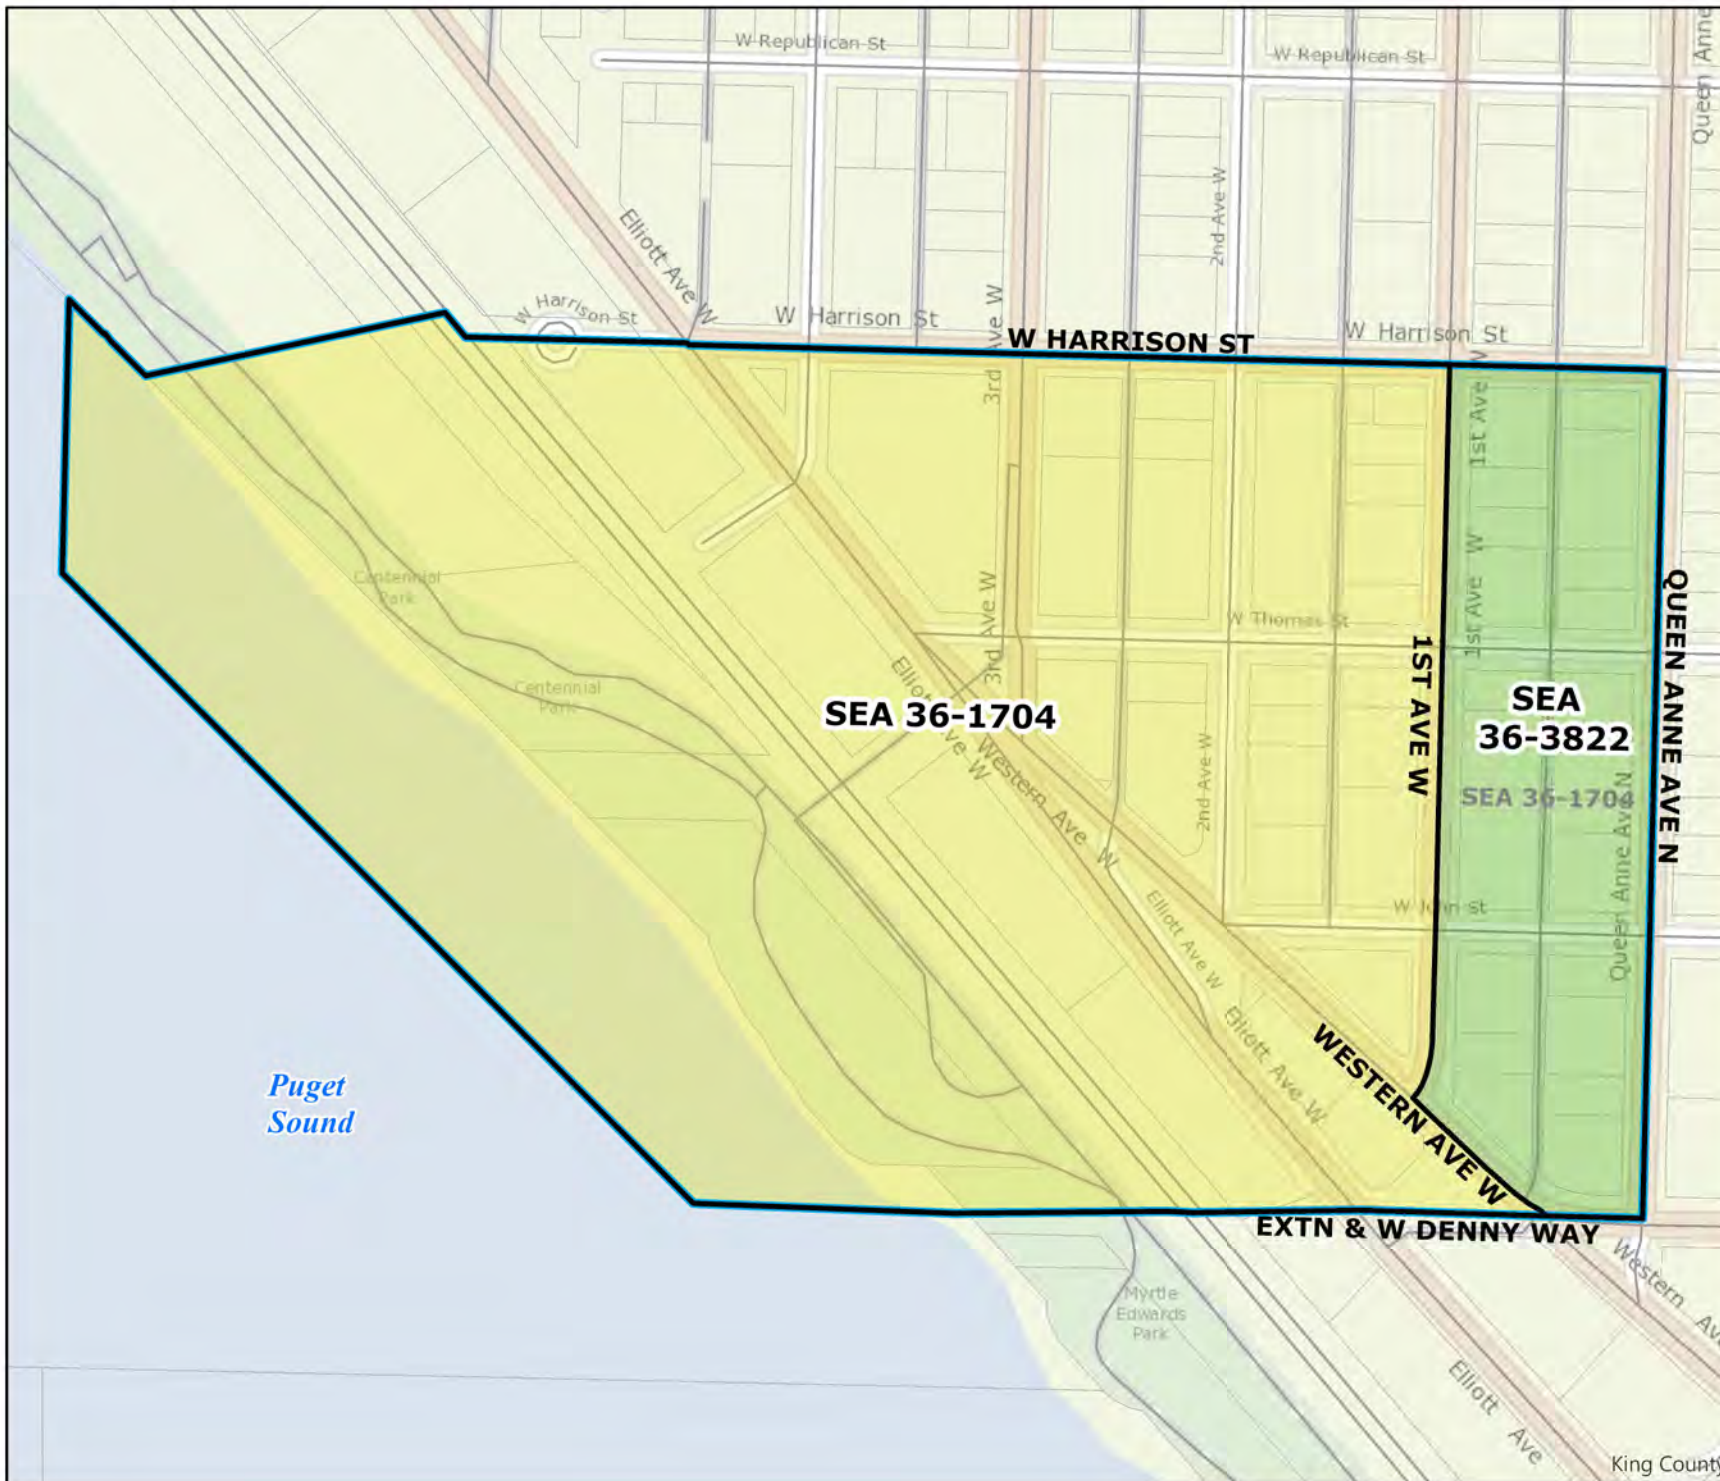 W Republican St
W Republican St
Queen Anne
2nd Ave W
Elliott Ave W
3rd Ave W
W Harrison St
W Harrison St
W Harrison St
W HARRISON ST
1st Ave W
1st Ave W
Centennial
Park
Centennial
Park
W Thomas St
3rd Ave W
Elliott Ave W
Western Ave W
2nd Ave W
SEA 36-1704
1ST AVE W
SEA
36-3822
SEA 36-1704
QUEEN ANNE AVE N
Queen Anne Ave N
W John St
Elliott Ave W
Elliott Ave W
WESTERN AVE W
Puget
Sound
EXTN & W DENNY WAY
Western Ave
Myrtle
Edwards
Park
Elliott Ave
King County